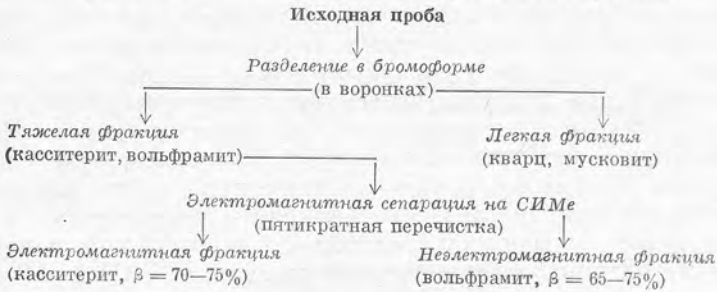 Исходная проба
Разделение в бромоформе
(в воронках)
Тяжелая фракция
(касситерит, вольфрамит)
Легкая фракция
(кварц, мусковит)
Электромагнитная сепарация на СИМе
(пятикратная перечистка)
Электромагнитная фракция
(касситерит, β = 70—75%)
Неэлектромагнитная фракция
(вольфрамит, β = 65—75%)